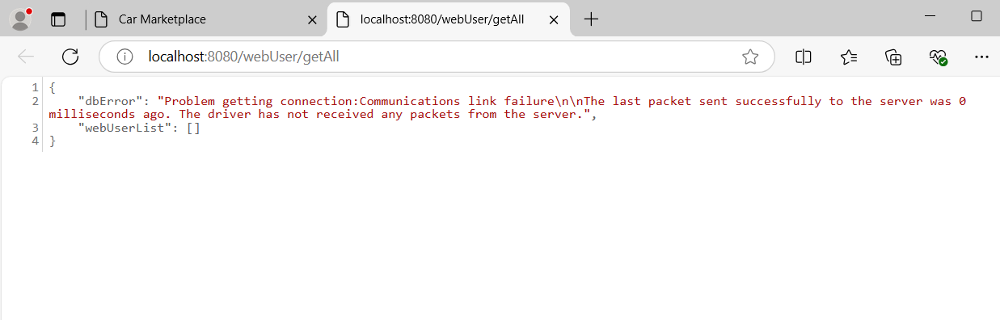 Car Marketplace
localhost:8080/webUser/getAll
localhost:8080/webUser/getAll
1 {
2 "dbError": "Problem getting connection:Communications link failure\n\nThe last packet sent successfully to the server was 0
milliseconds ago. The driver has not received any packets from the server.",
3 "webUserList": []
4 }